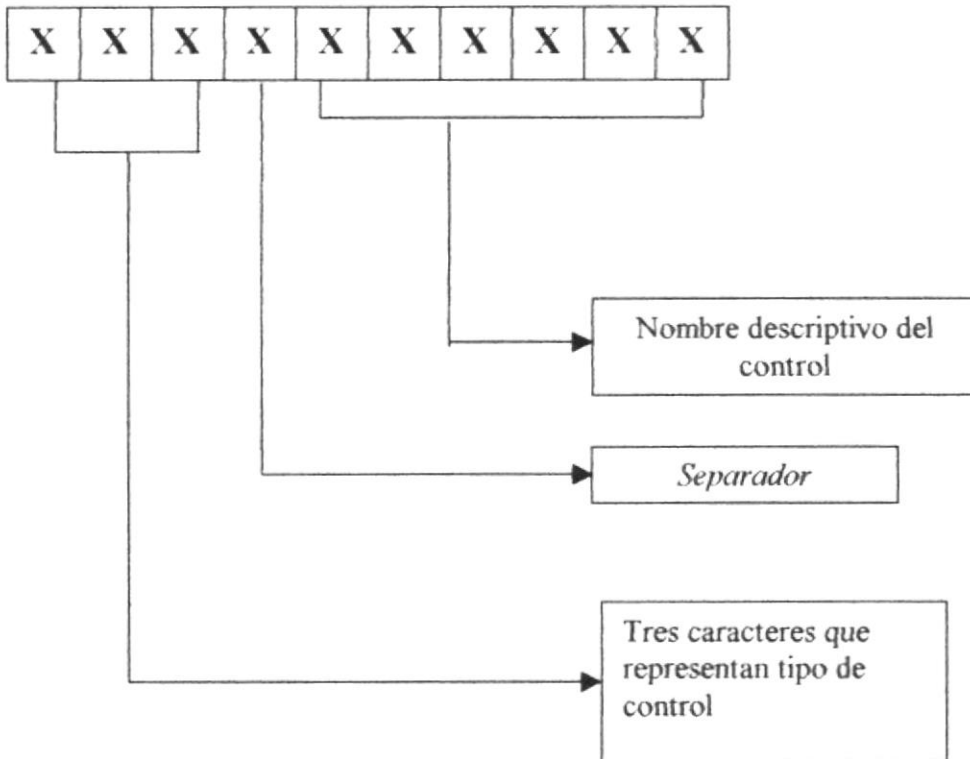 X X X X X X X X X X
Nombre descriptivo del
control
Separador
Tres caracteres que
representan tipo de
control